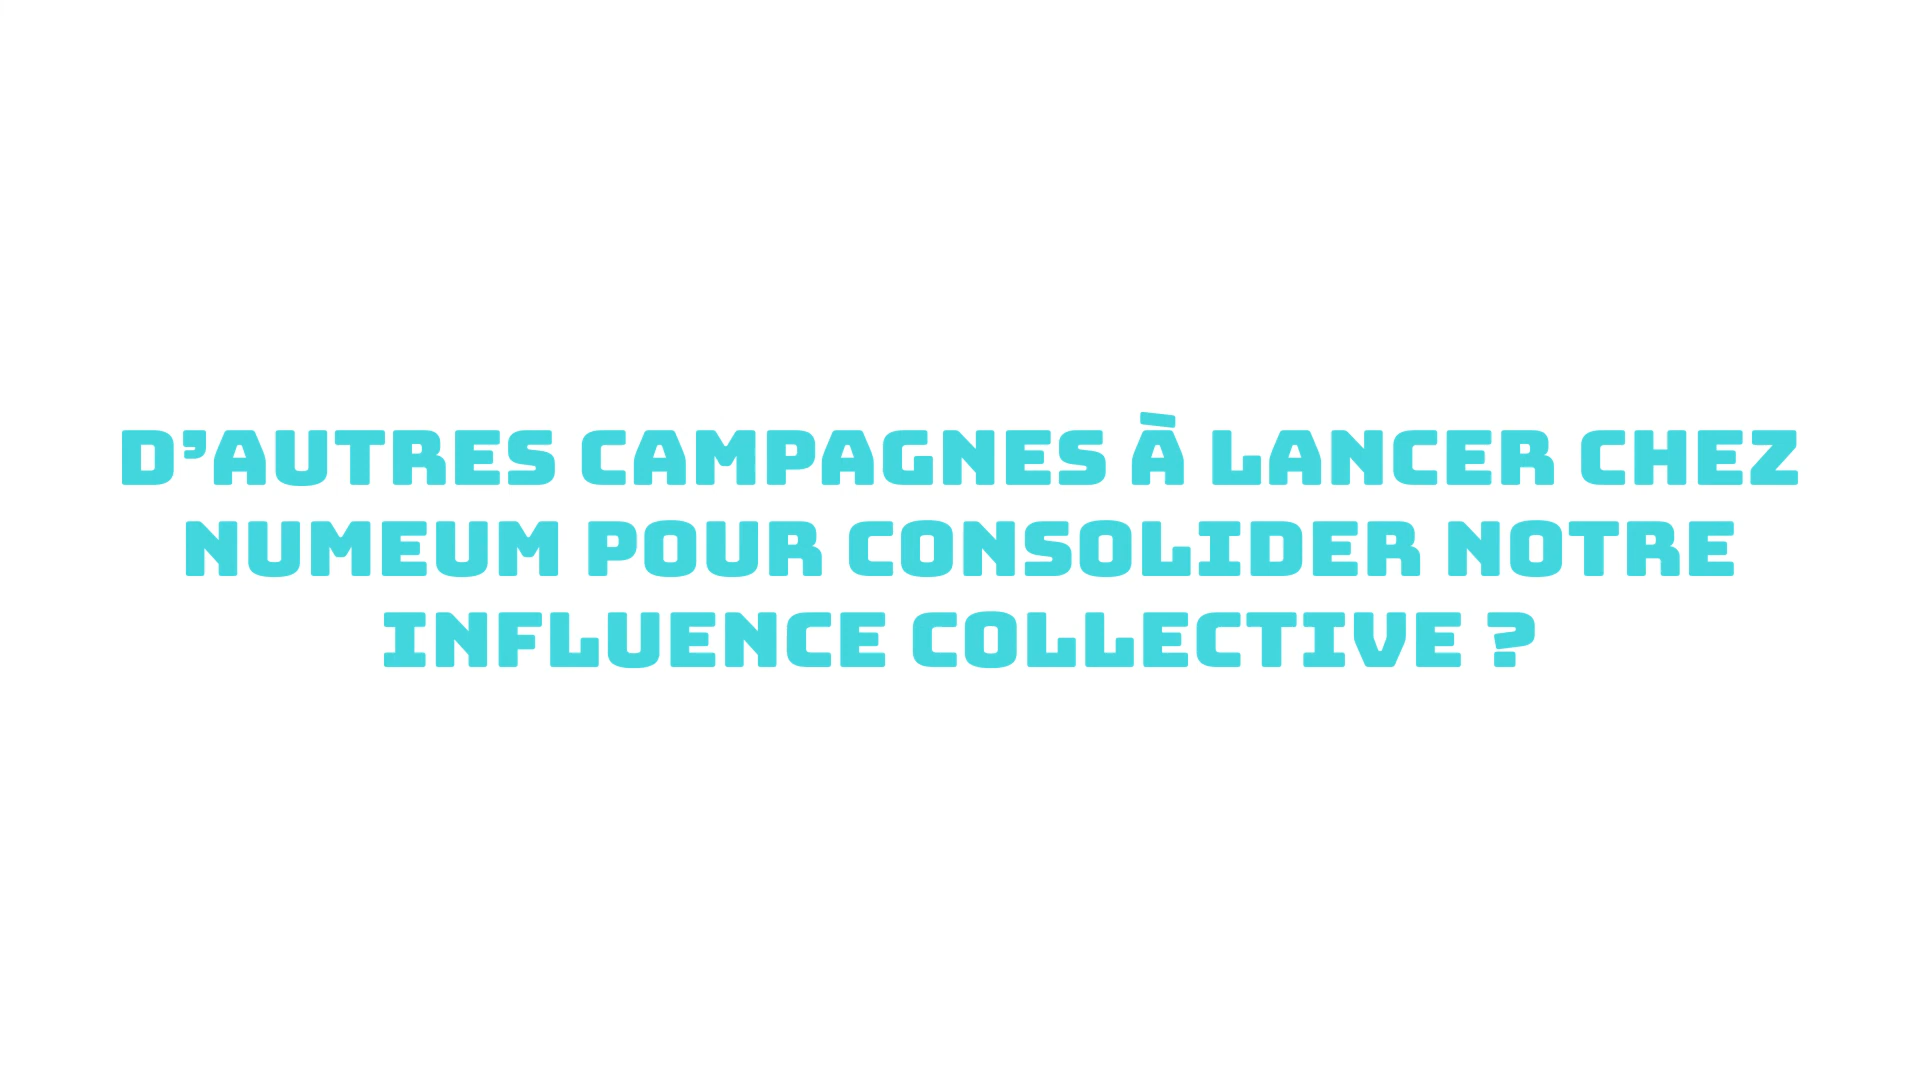 D’AUTRES CAMPAGNES À LANCER CHEZ
NUMEUM POUR CONSOLIDER NOTRE
INFLUENCE COLLECTIVE ?